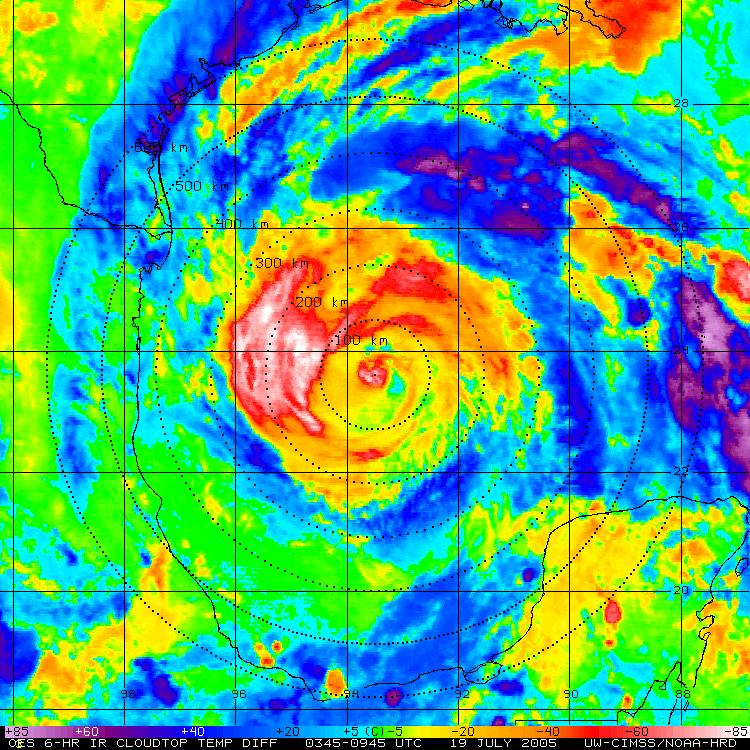 28
km
500 km
400 km
26
300 km
200 km
100 km
24
22
20
98 96 94 92 90 88
+85 +60 +40 +20 +5 (C) -5 -20 -40 -60 -85
GOES 6-HR IR CLOUDTOP TEMP DIFF 0345-0945 UTC 19 JULY 2005 UW-CIMSS/NOAA-HRD